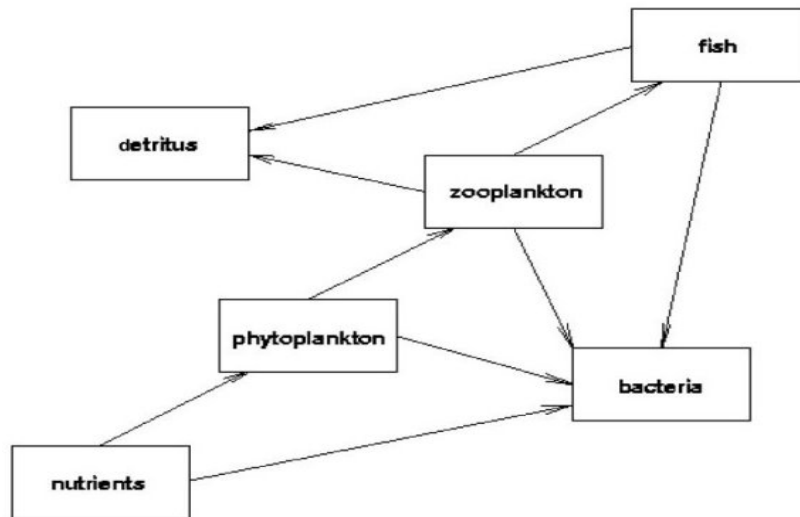 fish
detritus
zooplankton
phytoplankton
bacteria
nutrients